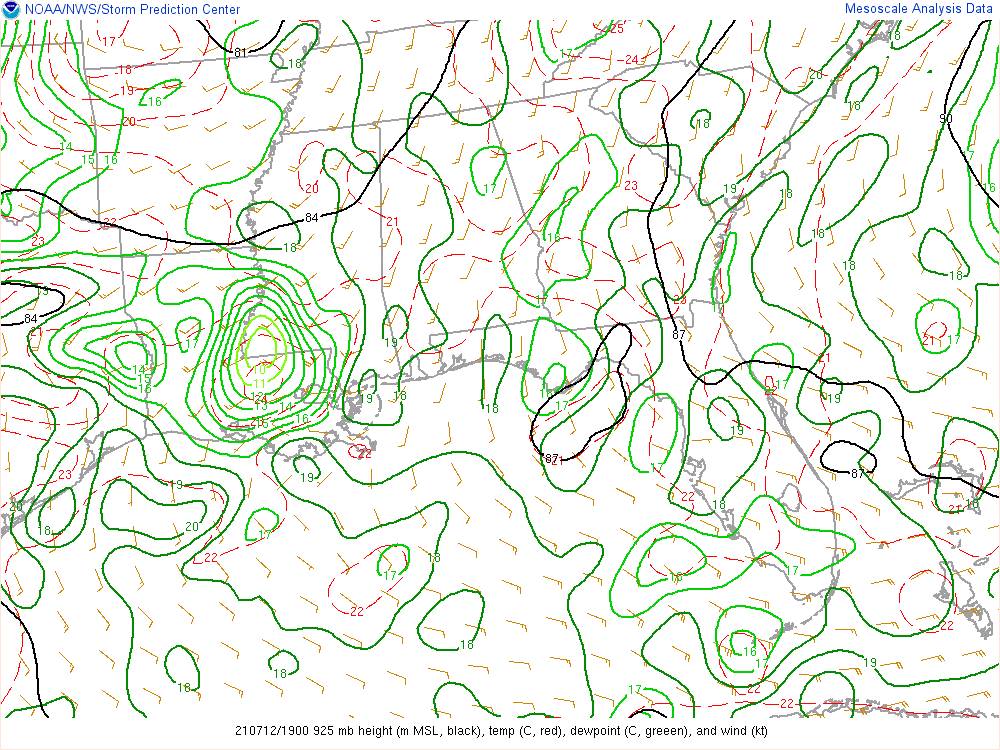 NOAA/NWS/Storm Prediction Center
Mesoscale Analysis Data
17 81 18 17 25 24 18
18 20
19 16 18
20 18 90
14
15 16 19 18
20 17 23 16
22 84 21
23 18 16 18 18 18
17 22
84 19 87 21 17
17 14 15 18
10 11 12 13 14 16
19 18 18 17 17 22 19
22 87 21 19 87
23 19 19 17 22 18 21 18
20 18 20 17
22 18 17 16 17
22 18 22
18 18 16 17 19
22 17 22
210712/1900 925 mb height (m MSL, black), temp (C, red), dewpoint (C, greeen), and wind (kt)